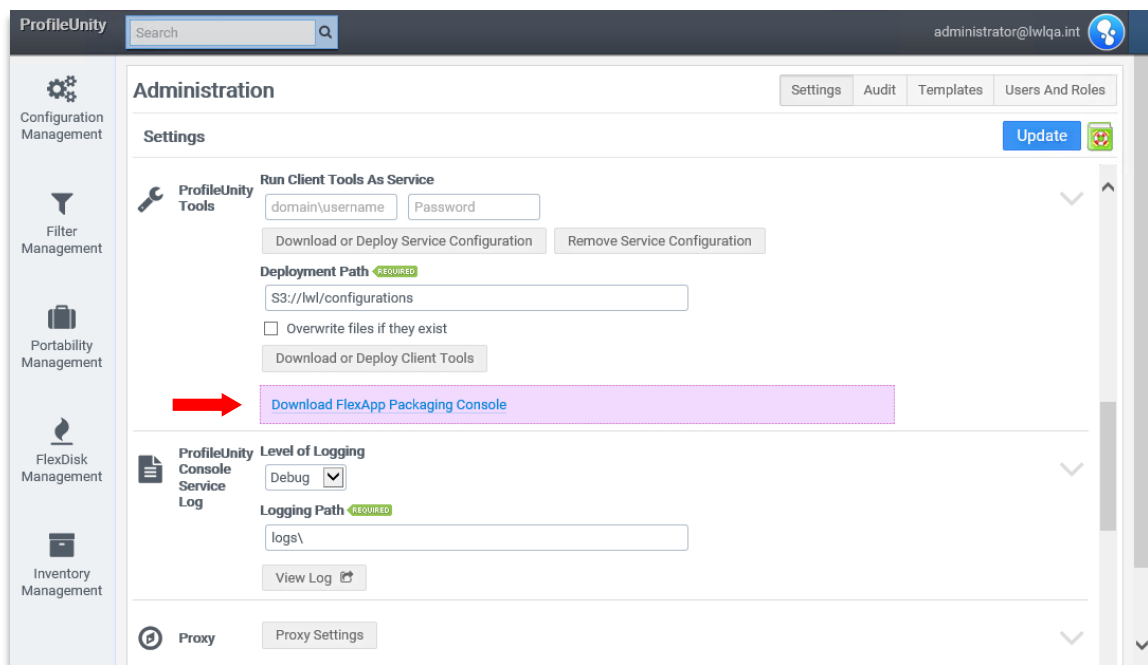 ProfileUnity
Search
administrator@lwlqa.int
Configuration
Management
Filter
Management
Portability
Management
FlexDisk
Management
Inventory
Management
Administration
Settings
Audit
Templates
Users And Roles
Settings
Update
ProfileUnity
Tools
Run Client Tools As Service
domain\username
Password
Download or Deploy Service Configuration
Remove Service Configuration
Deployment Path REQUIRED
S3://lwl/configurations
Overwrite files if they exist
Download or Deploy Client Tools
Download FlexApp Packaging Console
ProfileUnity
Console
Service
Log
Level of Logging
Debug
Logging Path REQUIRED
logs\
View Log
Proxy
Proxy Settings